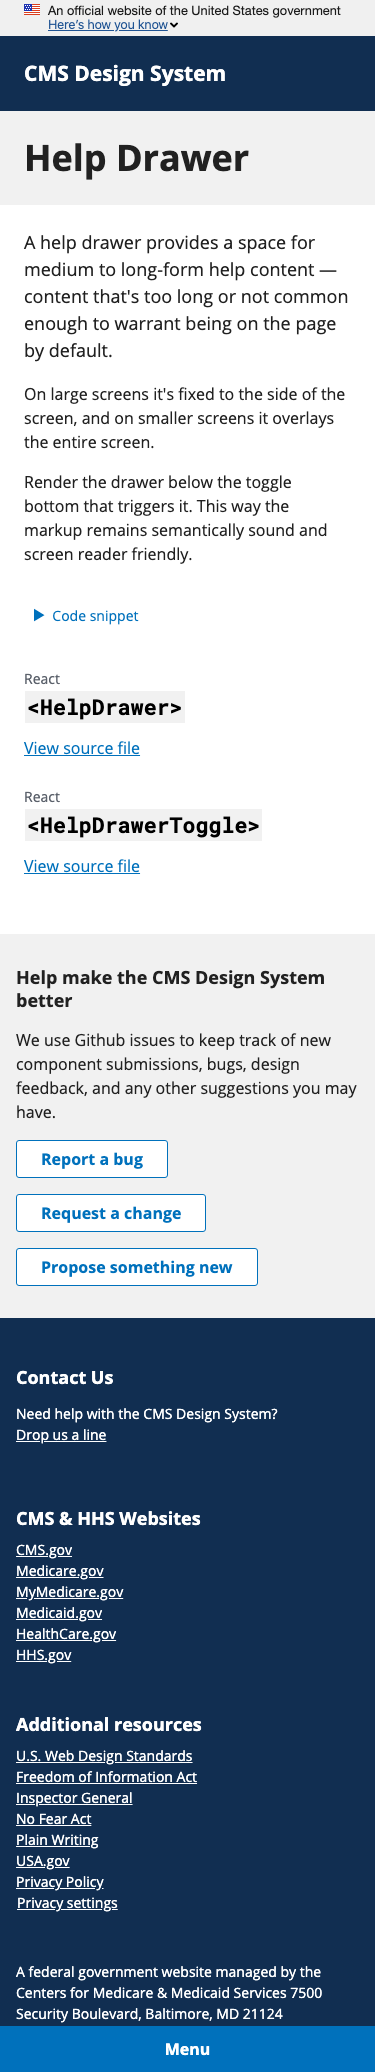 An official website of the United States government
Here's how you know
CMS Design System
Help Drawer
A help drawer provides a space for
medium to long-form help content —
content that's too long or not common
enough to warrant being on the page
by default.
On large screens it's fixed to the side of the
screen, and on smaller screens it overlays
the entire screen.
Render the drawer below the toggle
bottom that triggers it. This way the
markup remains semantically sound and
screen reader friendly.
Code snippet
React
<HelpDrawer>
View source file
React
<HelpDrawerToggle>
View source file
Help make the CMS Design System
better
We use Github issues to keep track of new
component submissions, bugs, design
feedback, and any other suggestions you may
have.
Report a bug
Request a change
Propose something new
Contact Us
Need help with the CMS Design System?
Drop us a line
CMS & HHS Websites
CMS.gov
Medicare.gov
MyMedicare.gov
Medicaid.gov
HealthCare.gov
HHS.gov
Additional resources
U.S. Web Design Standards
Freedom of Information Act
Inspector General
No Fear Act
Plain Writing
USA.gov
Privacy Policy
Privacy settings
A federal government website managed by the
Centers for Medicare & Medicaid Services 7500
Security Boulevard, Baltimore, MD 21124
Menu